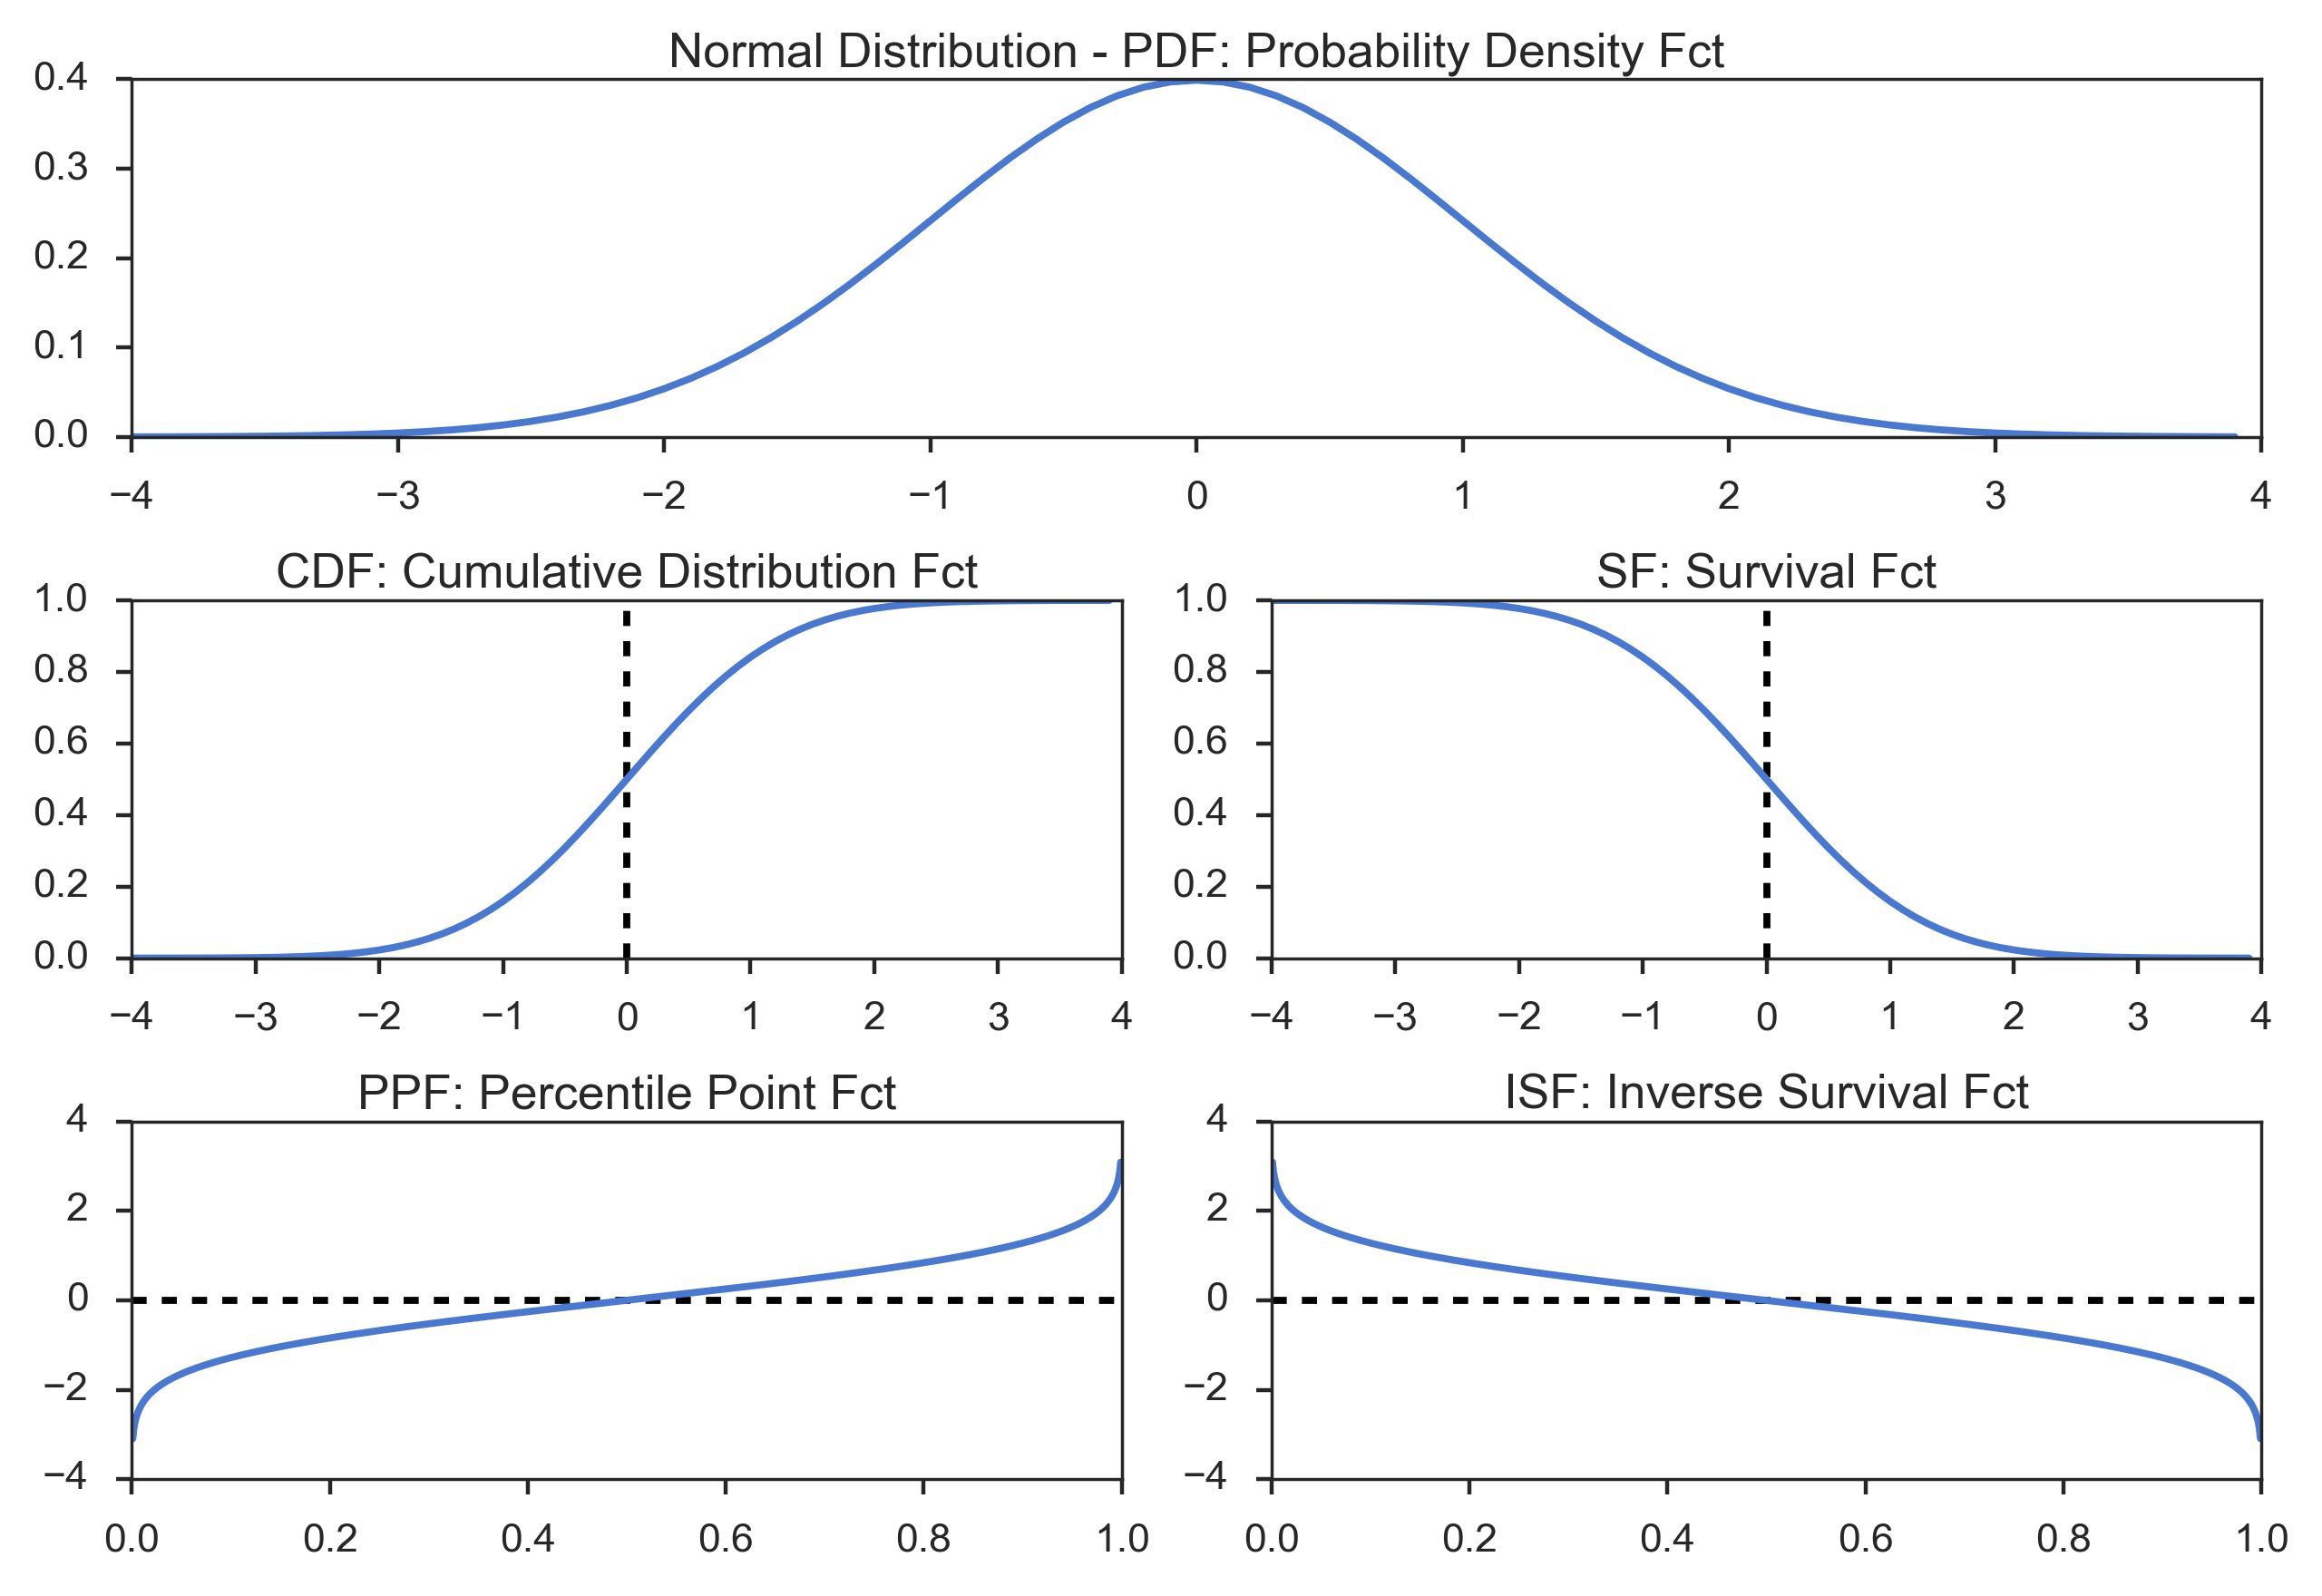 Normal Distribution - PDF: Probability Density Fct
0.4
0.3
0.2
0.1
0.0
−4 −3 −2 −1 0 1 2 3 4
CDF: Cumulative Distribution Fct
1.0
0.8
0.6
0.4
0.2
0.0
−4 −3 −2 −1 0 1 2 3 4
SF: Survival Fct
1.0
0.8
0.6
0.4
0.2
0.0
−4 −3 −2 −1 0 1 2 3 4
PPF: Percentile Point Fct
4
2
0
−2
−4
0.0 0.2 0.4 0.6 0.8 1.0
ISF: Inverse Survival Fct
4
2
0
−2
−4
0.0 0.2 0.4 0.6 0.8 1.0